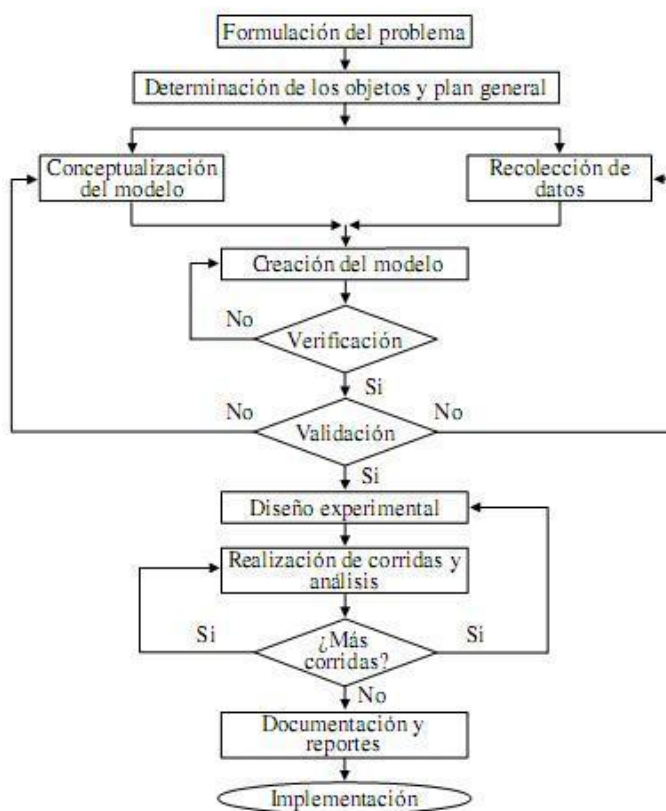 Formulación del problema
Determinación de los objetos y plan general
Conceptualización
del modelo
Recolección de
datos
Creación del modelo
No
Verificación
Si
No
No
Validación
Si
Diseño experimental
Realización de corridas y
análisis
Si
Si
¿Más
corridas?
No
Documentación y
reportes
Implementación